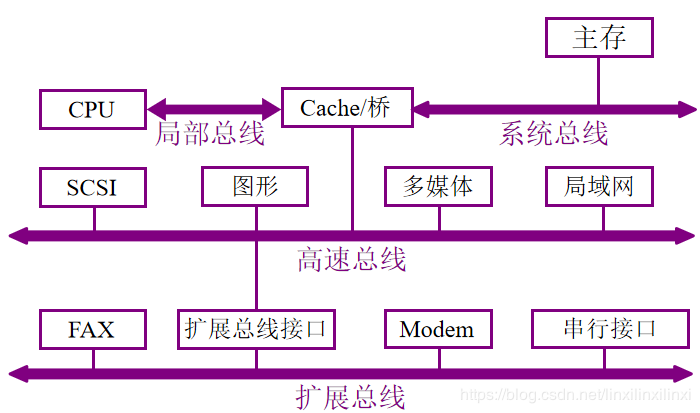 主存
CPU
Cache/桥
局部总线
系统总线
SCSI
图形
多媒体
局域网
高速总线
FAX
扩展总线接口
Modem
串行接口
扩展总线
https://blog.csdn.net/linxilinxilinxi